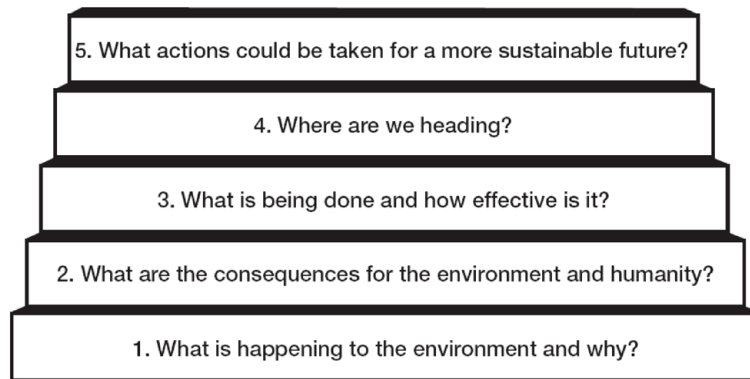 5. What actions could be taken for a more sustainable future?
4. Where are we heading?
3. What is being done and how effective is it?
2. What are the consequences for the environment and humanity?
1. What is happening to the environment and why?